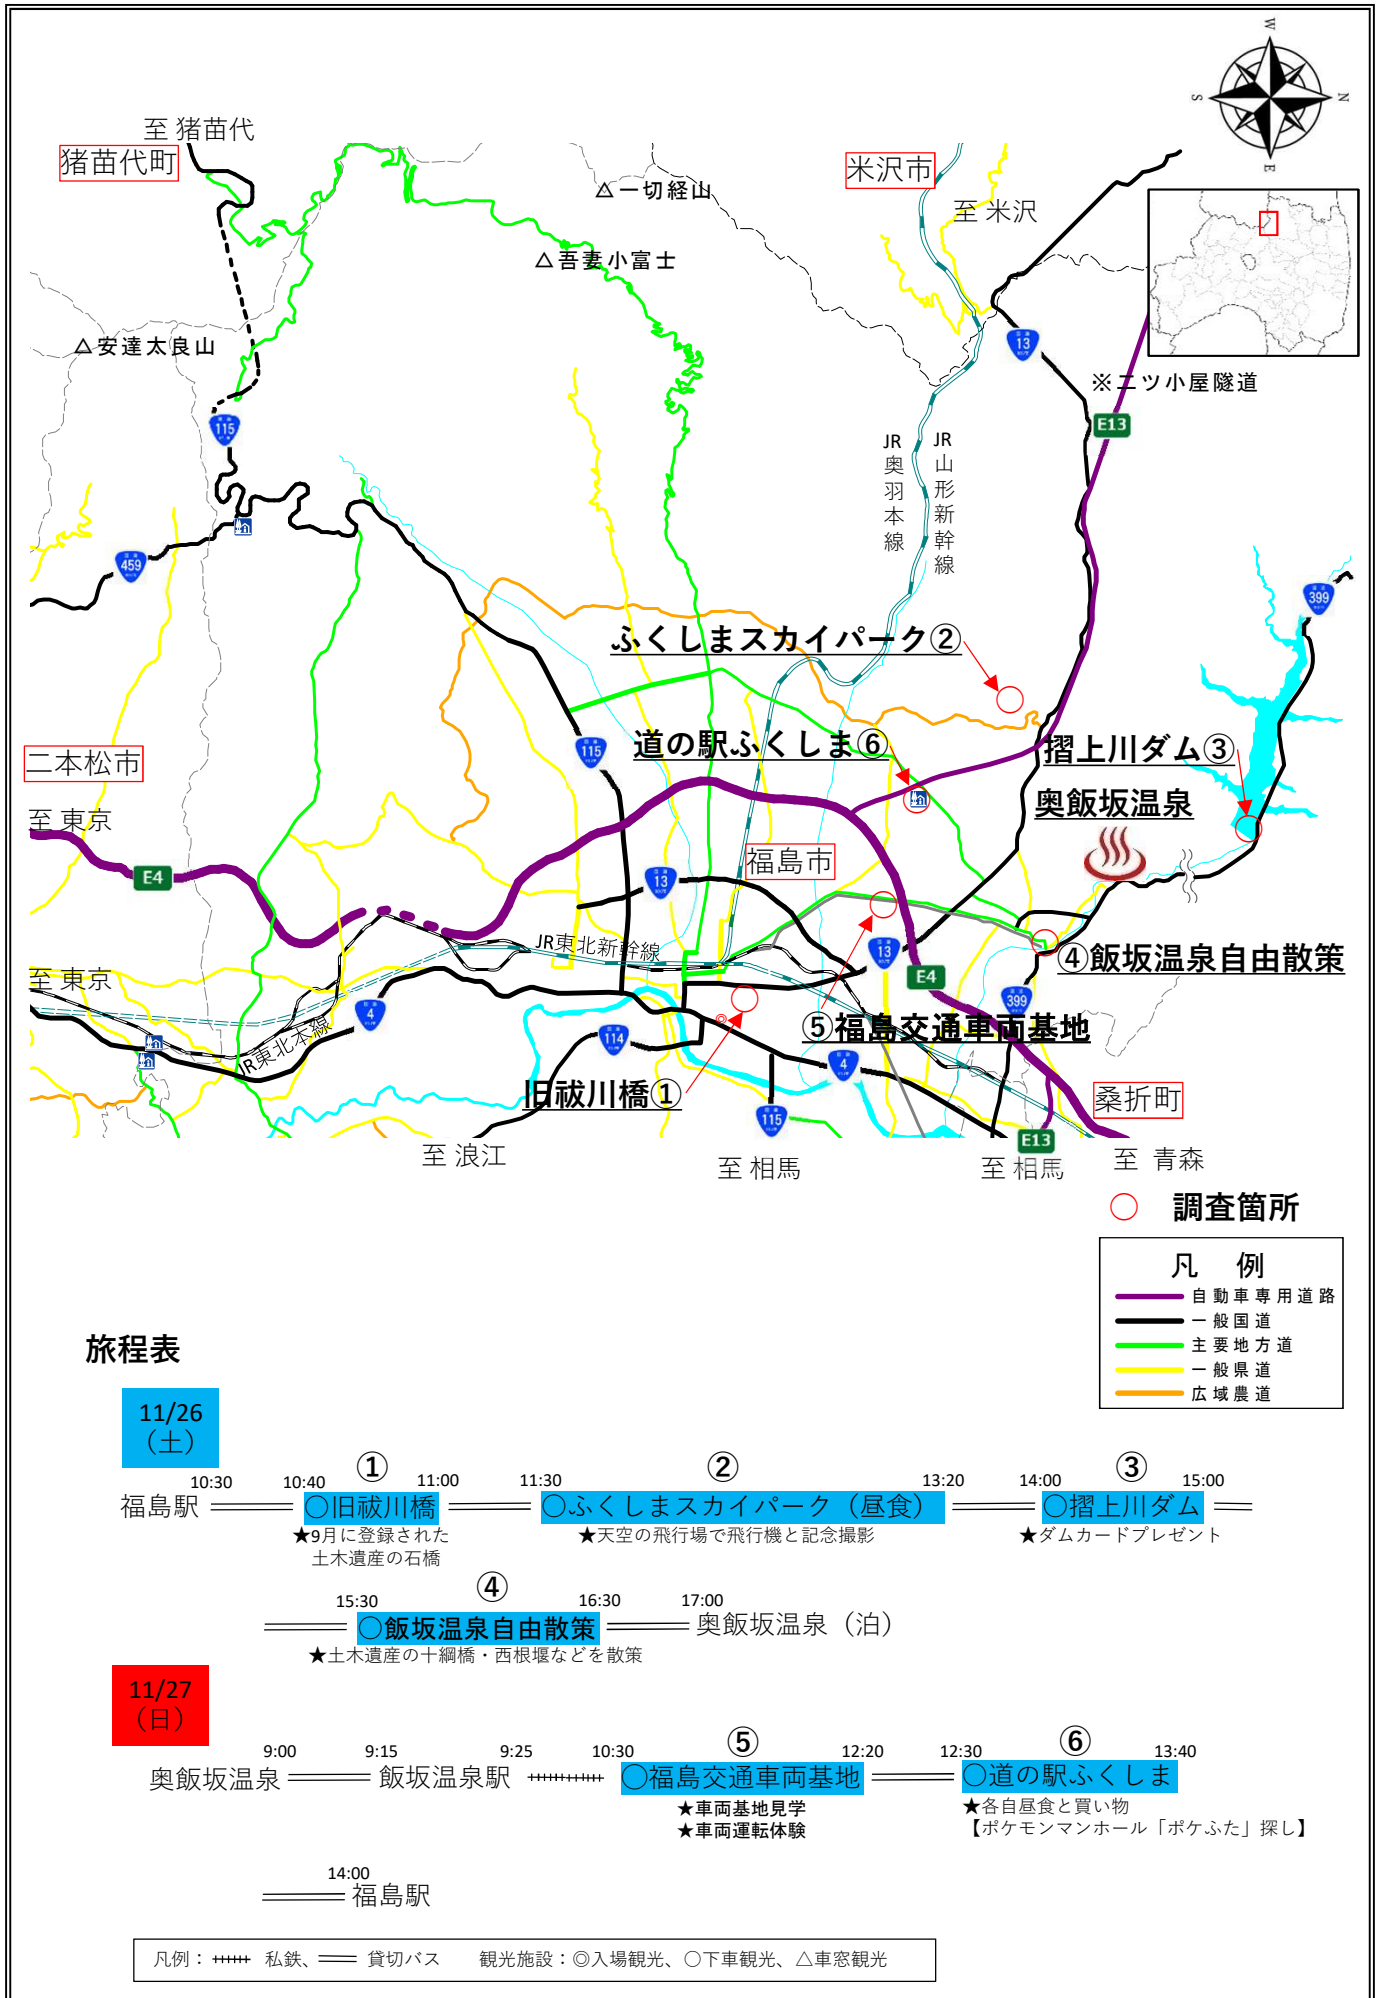 W
S
N
E
至 猪苗代
猪苗代町
△一切経山
米沢市
至 米沢
△吾妻小富士
△安達太良山
13
※二ツ小屋隧道
115
E13
JR奥羽本線
JR山形新幹線
459
399
ふくしまスカイパーク②
道の駅ふくしま⑥
115
摺上川ダム③
二本松市
奥飯坂温泉
至 東京
E4
13
福島市
JR東北新幹線
13
④飯坂温泉自由散策
至 東京
E4
4
399
⑤福島交通車両基地
JR東北本線
114
4
旧祓川橋①
115
桑折町
E13
至 浪江
至 相馬
至 相馬
至 青森
○ 調査箇所
凡 例
自動車専用道路
一般国道
主要地方道
一般県道
広域農道
旅程表
11/26
（土）
① ② ③
10:30 10:40 11:00 11:30 13:20 14:00 15:00
福島駅 ○旧祓川橋 ○ふくしまスカイパーク（昼食） ○摺上川ダム
★9月に登録された ★天空の飛行場で飛行機と記念撮影 ★ダムカードプレゼント
土木遺産の石橋
④
15:30 16:30 17:00
○飯坂温泉自由散策 奥飯坂温泉（泊）
★土木遺産の十綱橋・西根堰などを散策
11/27
（日）
⑤ ⑥
9:00 9:15 9:25 10:30 12:20 12:30 13:40
奥飯坂温泉 飯坂温泉駅 ○福島交通車両基地 ○道の駅ふくしま
★車両基地見学 ★各自昼食と買い物
★車両運転体験 【ポケモンマンホール「ポケふた」探し】
14:00
福島駅
凡例： 私鉄、 貸切バス 観光施設：◎入場観光、○下車観光、△車窓観光